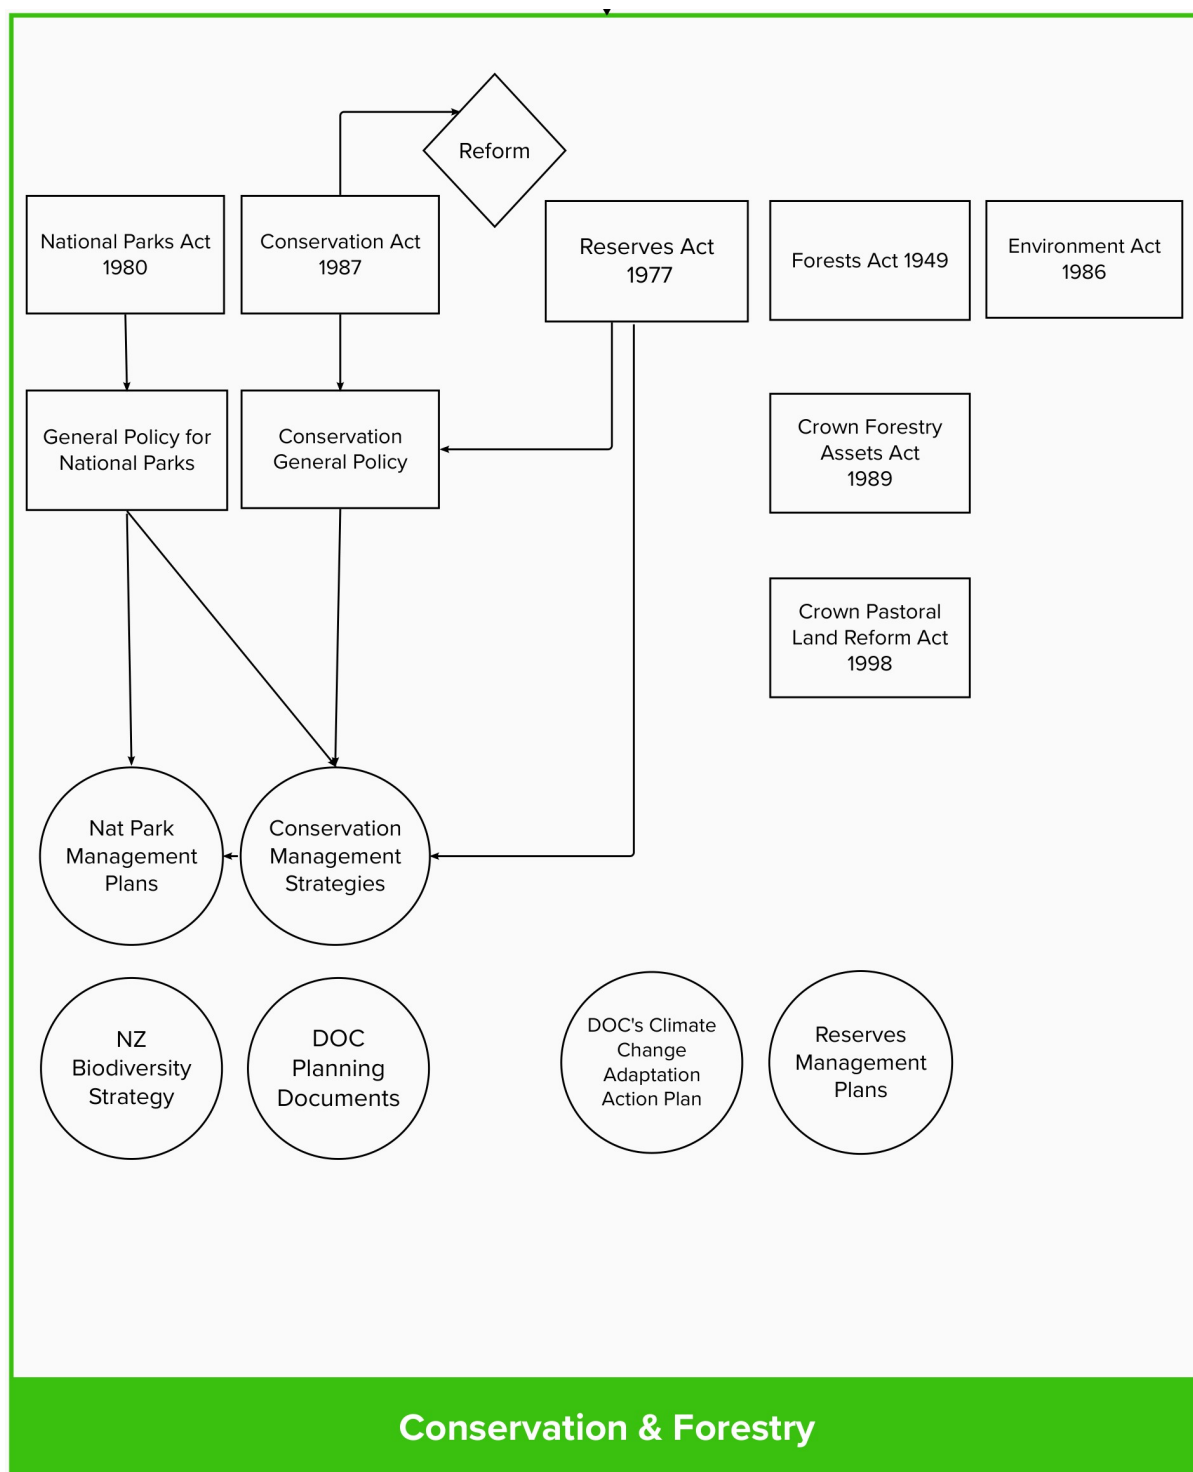 Reform
National Parks Act
1980
Conservation Act
1987
Reserves Act
1977
Forests Act 1949
Environment Act
1986
General Policy for
National Parks
Conservation
General Policy
Crown Forestry
Assets Act
1989
Crown Pastoral
Land Reform Act
1998
Nat Park
Management
Plans
Conservation
Management
Strategies
NZ
Biodiversity
Strategy
DOC
Planning
Documents
DOC's Climate
Change
Adaptation
Action Plan
Reserves
Management
Plans
Conservation & Forestry